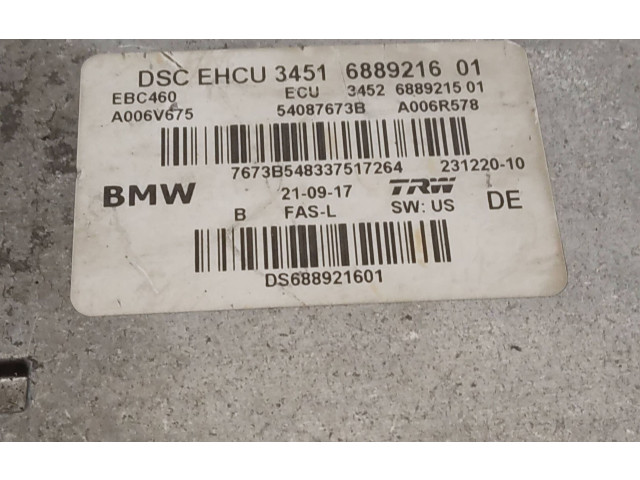 DSC EHCU 3451 6889216 01
EBC460 ECU 3452 6889215 01
A006V675 54087673B A006R578
7673B548337517264 231220-10
BMW 21-09-17 TRW DE
B FAS-L SW: US
DS688921601